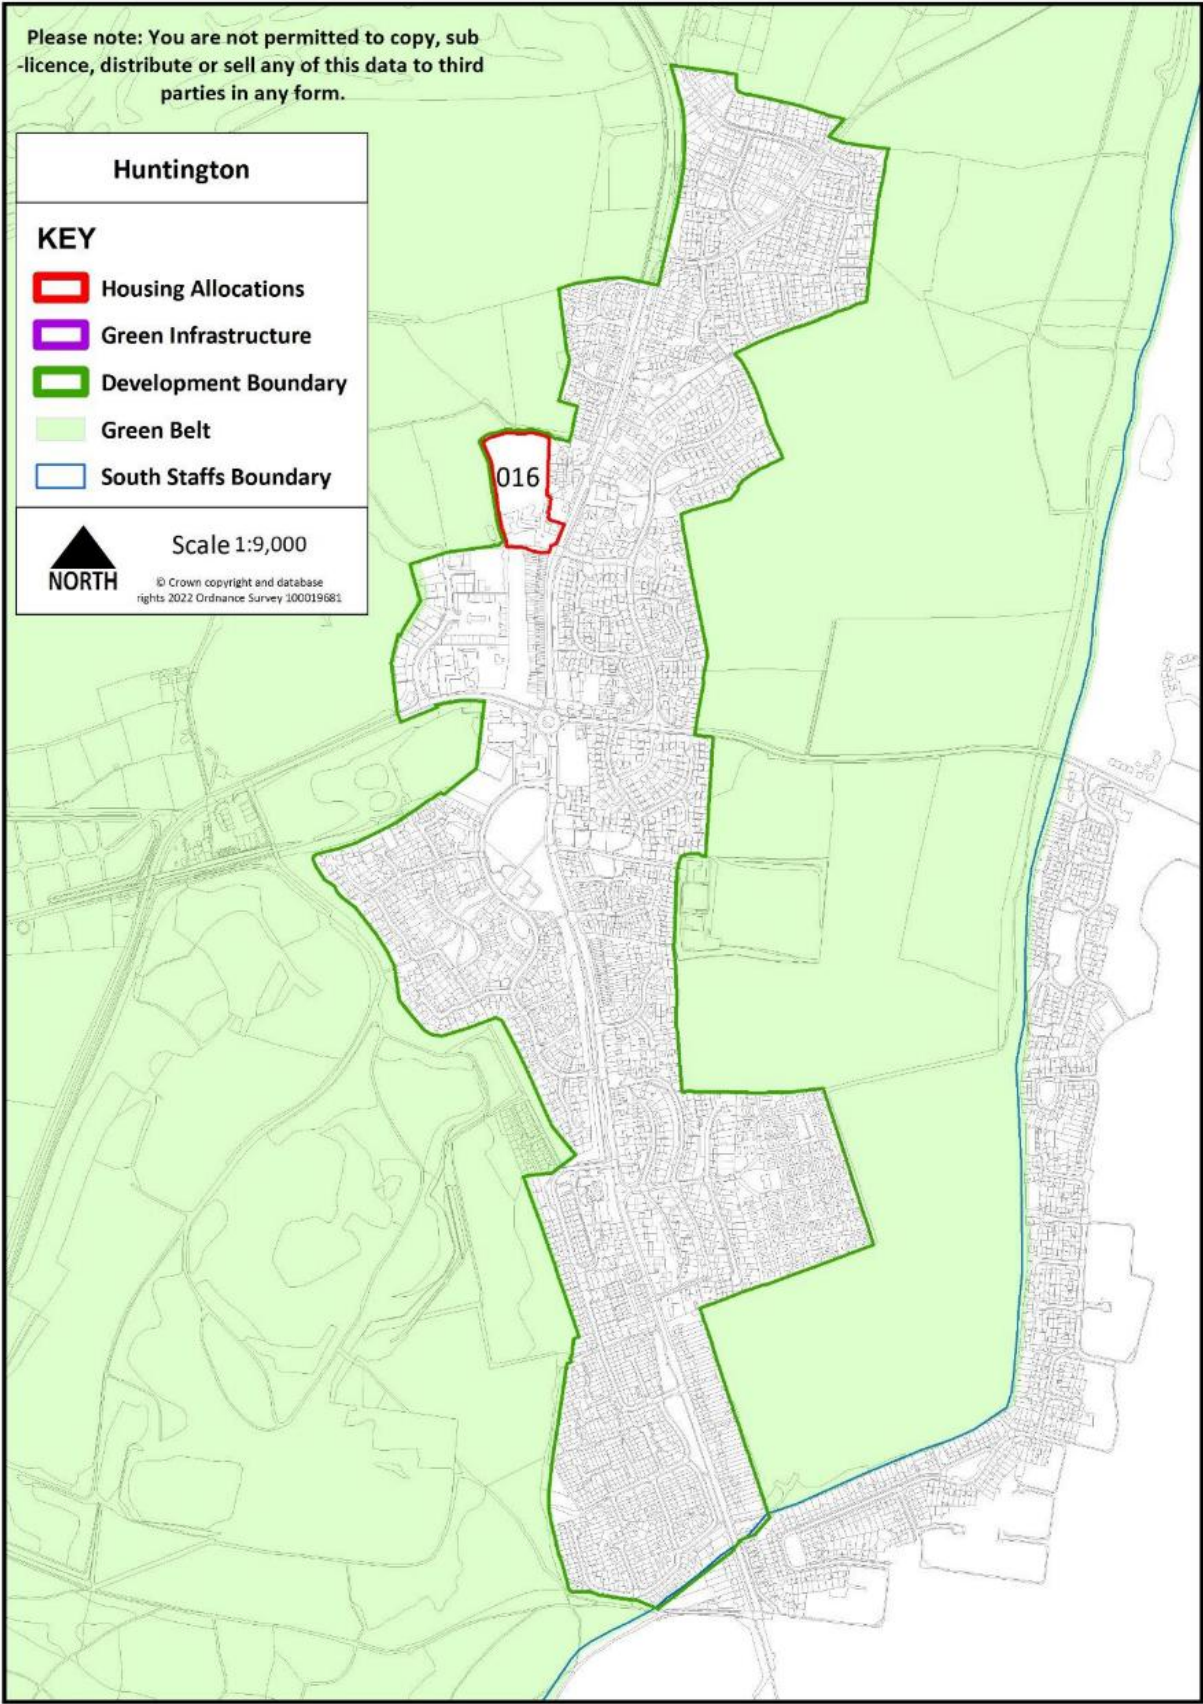 Please note: You are not permitted to copy, sub
-licence, distribute or sell any of this data to third
parties in any form.
Huntington
KEY
Housing Allocations
Green Infrastructure
Development Boundary
Green Belt
South Staffs Boundary
NORTH
Scale 1:9,000
© Crown copyright and database
rights 2022 Ordnance Survey 100019681
016